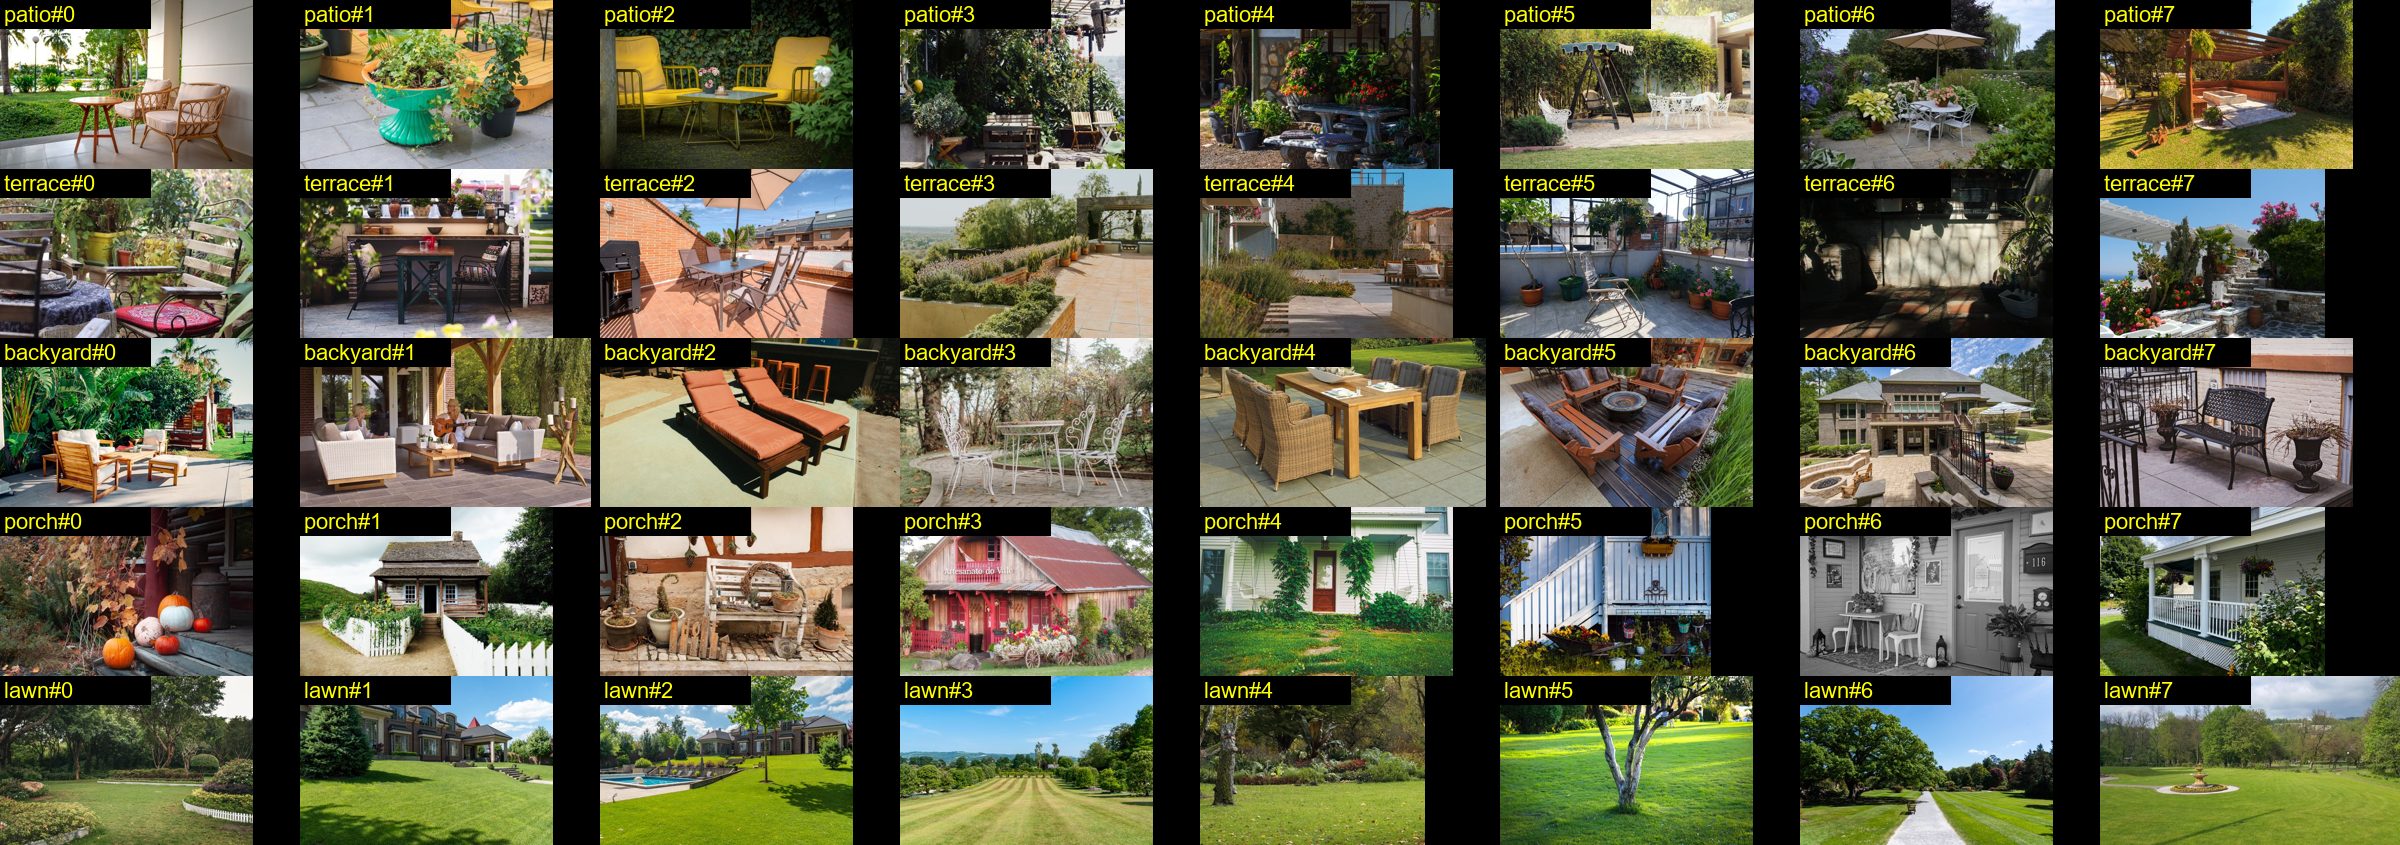 patio#0 patio#1 patio#2 patio#3 patio#4 patio#5 patio#6 patio#7
terrace#0 terrace#1 terrace#2 terrace#3 terrace#4 terrace#5 terrace#6 terrace#7
backyard#0 backyard#1 backyard#2 backyard#3 backyard#4 backyard#5 backyard#6 backyard#7
porch#0 porch#1 porch#2 porch#3 porch#4 porch#5 porch#6 porch#7
Artesanato do Vale
116
lawn#0 lawn#1 lawn#2 lawn#3 lawn#4 lawn#5 lawn#6 lawn#7